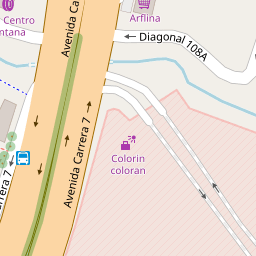 Centro
ntana
Avenida Ca
Arflina
Diagonal 108A
Avenida Carrera 7
Colorin
coloran
rrera 7